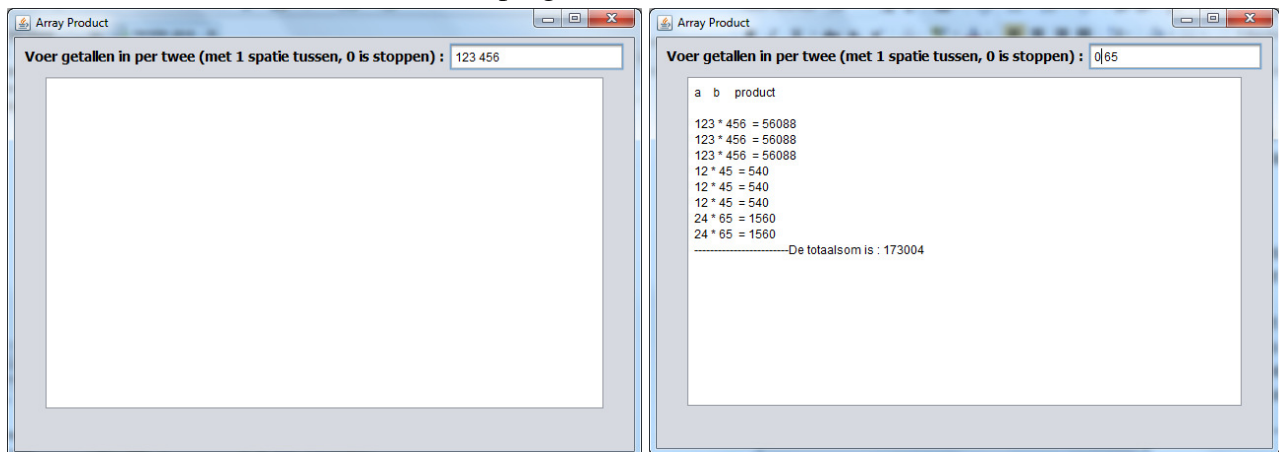 Array Product
Voer getallen in per twee (met 1 spatie tussen, 0 is stoppen) : 123 456
Array Product
Voer getallen in per twee (met 1 spatie tussen, 0 is stoppen) : 0 65
a b product
123 * 456 = 56088
123 * 456 = 56088
123 * 456 = 56088
12 * 45 = 540
12 * 45 = 540
12 * 45 = 540
24 * 65 = 1560
24 * 65 = 1560
------------------------De totaalsom is : 173004